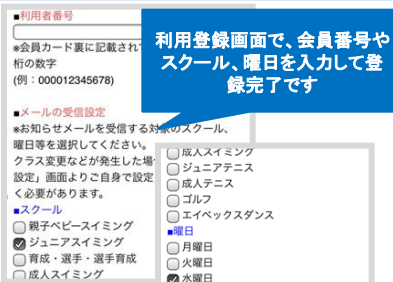 ■利用者番号
※会員カード裏に記載され
桁の数字
(例：000012345678)
■メールの受信設定
※お知らせメールを受信する対象のスクール、
曜日等を選択してください。
クラス変更などが発生した場
設定」画面よりご自身で設定
く必要があります。
■スクール
親子ベビースイミング
ジュニアスイミング
育成・選手・選手育成
成人スイミング
利用登録画面で、会員番号や
スクール、曜日を入力して登
録完了です
成人スイミング
ジュニアテニス
成人テニス
ゴルフ
エイベックスダンス
■曜日
月曜日
火曜日
水曜日